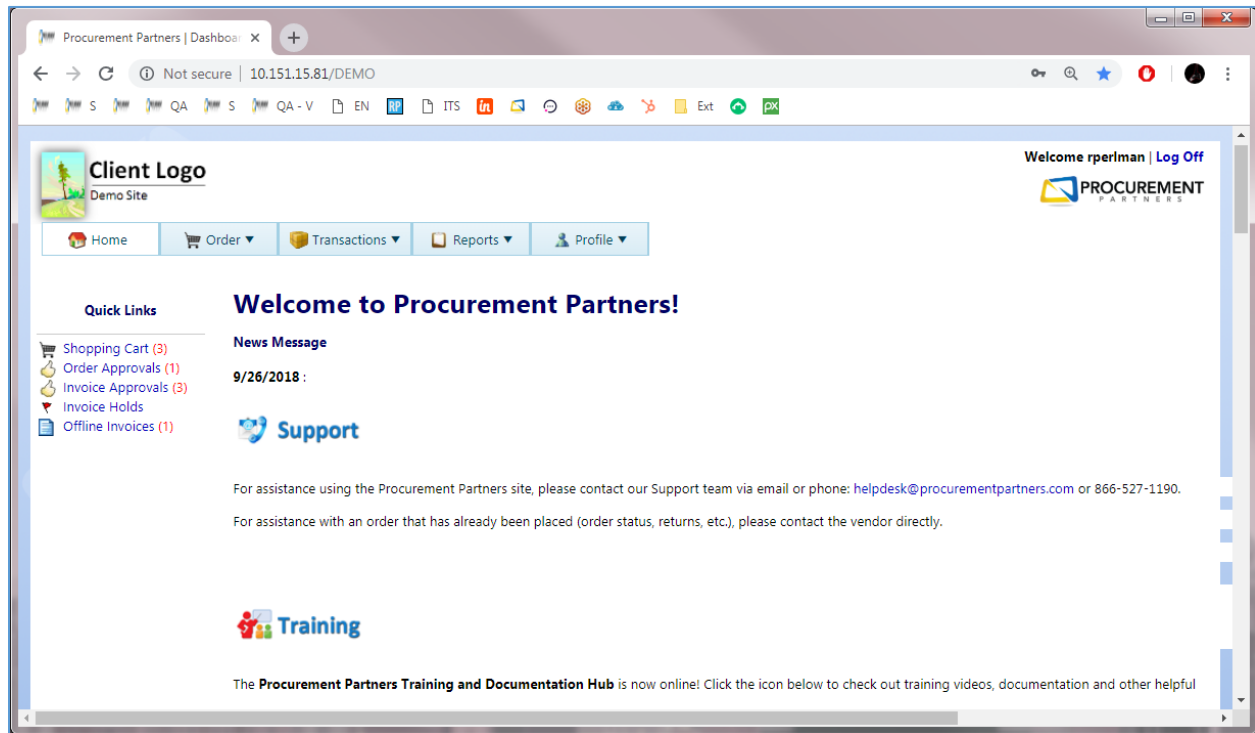 Procurement Partners | Dashboar
Not secure | 10.151.15.81/DEMO
S QA S QA - V EN RP ITS in Ext px
Client Logo
Demo Site
Welcome rperlman | Log Off
PROCUREMENT
PARTNERS
Home Order Transactions Reports Profile
Quick Links
Shopping Cart (3)
Order Approvals (1)
Invoice Approvals (3)
Invoice Holds
Offline Invoices (1)
Welcome to Procurement Partners!
News Message
9/26/2018 :
Support
For assistance using the Procurement Partners site, please contact our Support team via email or phone: helpdesk@procurementpartners.com or 866-527-1190.
For assistance with an order that has already been placed (order status, returns, etc.), please contact the vendor directly.
Training
The Procurement Partners Training and Documentation Hub is now online! Click the icon below to check out training videos, documentation and other helpful